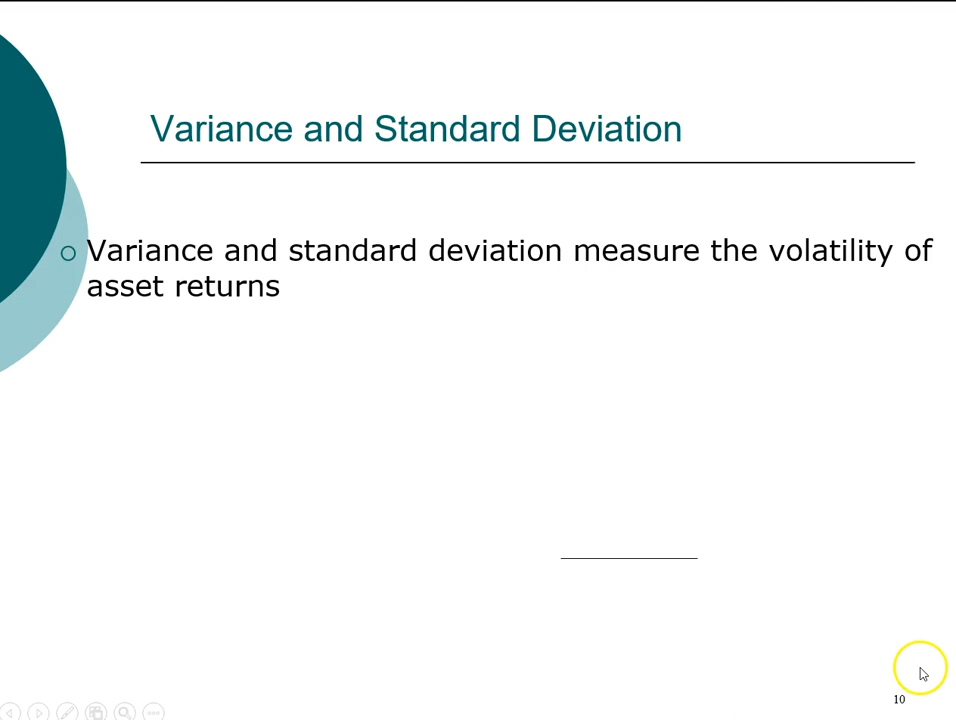 Variance and Standard Deviation
Variance and standard deviation measure the volatility of
asset returns
10